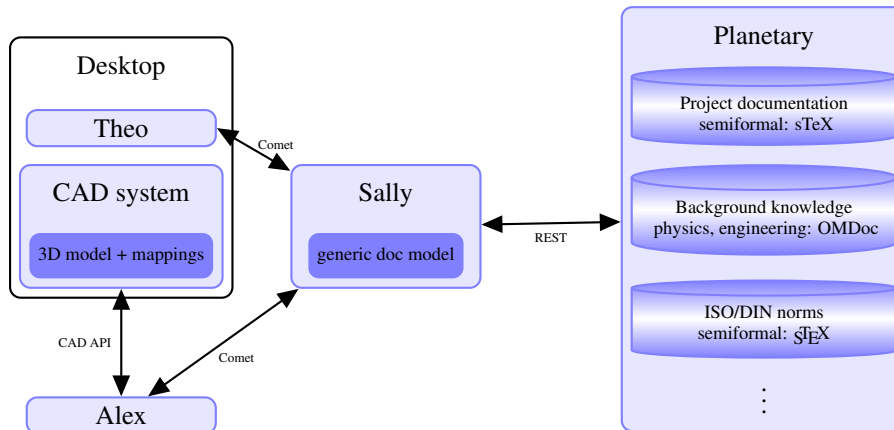 Desktop
Theo
CAD system
3D model + mappings
CAD API
Alex
Comet
Comet
Sally
generic doc model
REST
Planetary
Project documentation
semiformal: sTeX
Background knowledge
physics, engineering: OMDoc
ISO/DIN norms
semiformal: sTEX
⋮